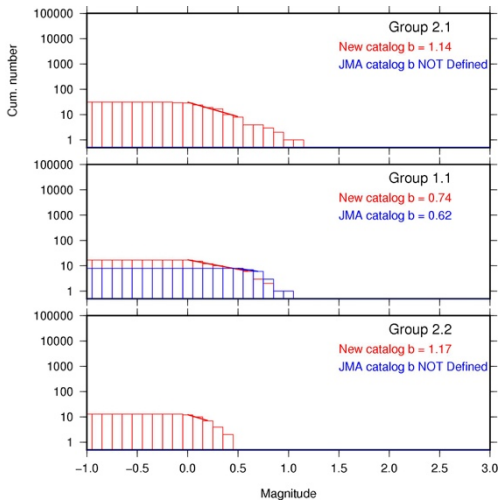 Group 2.1
New catalog b = 1.14
JMA catalog b NOT Defined
100000
10000
1000
100
10
1
Cum. number
Group 1.1
New catalog b = 0.74
JMA catalog b = 0.62
100000
10000
1000
100
10
1
Group 2.2
New catalog b = 1.17
JMA catalog b NOT Defined
100000
10000
1000
100
10
1
-1.0 -0.5 0.0 0.5 1.0 1.5 2.0 2.5 3.0
Magnitude